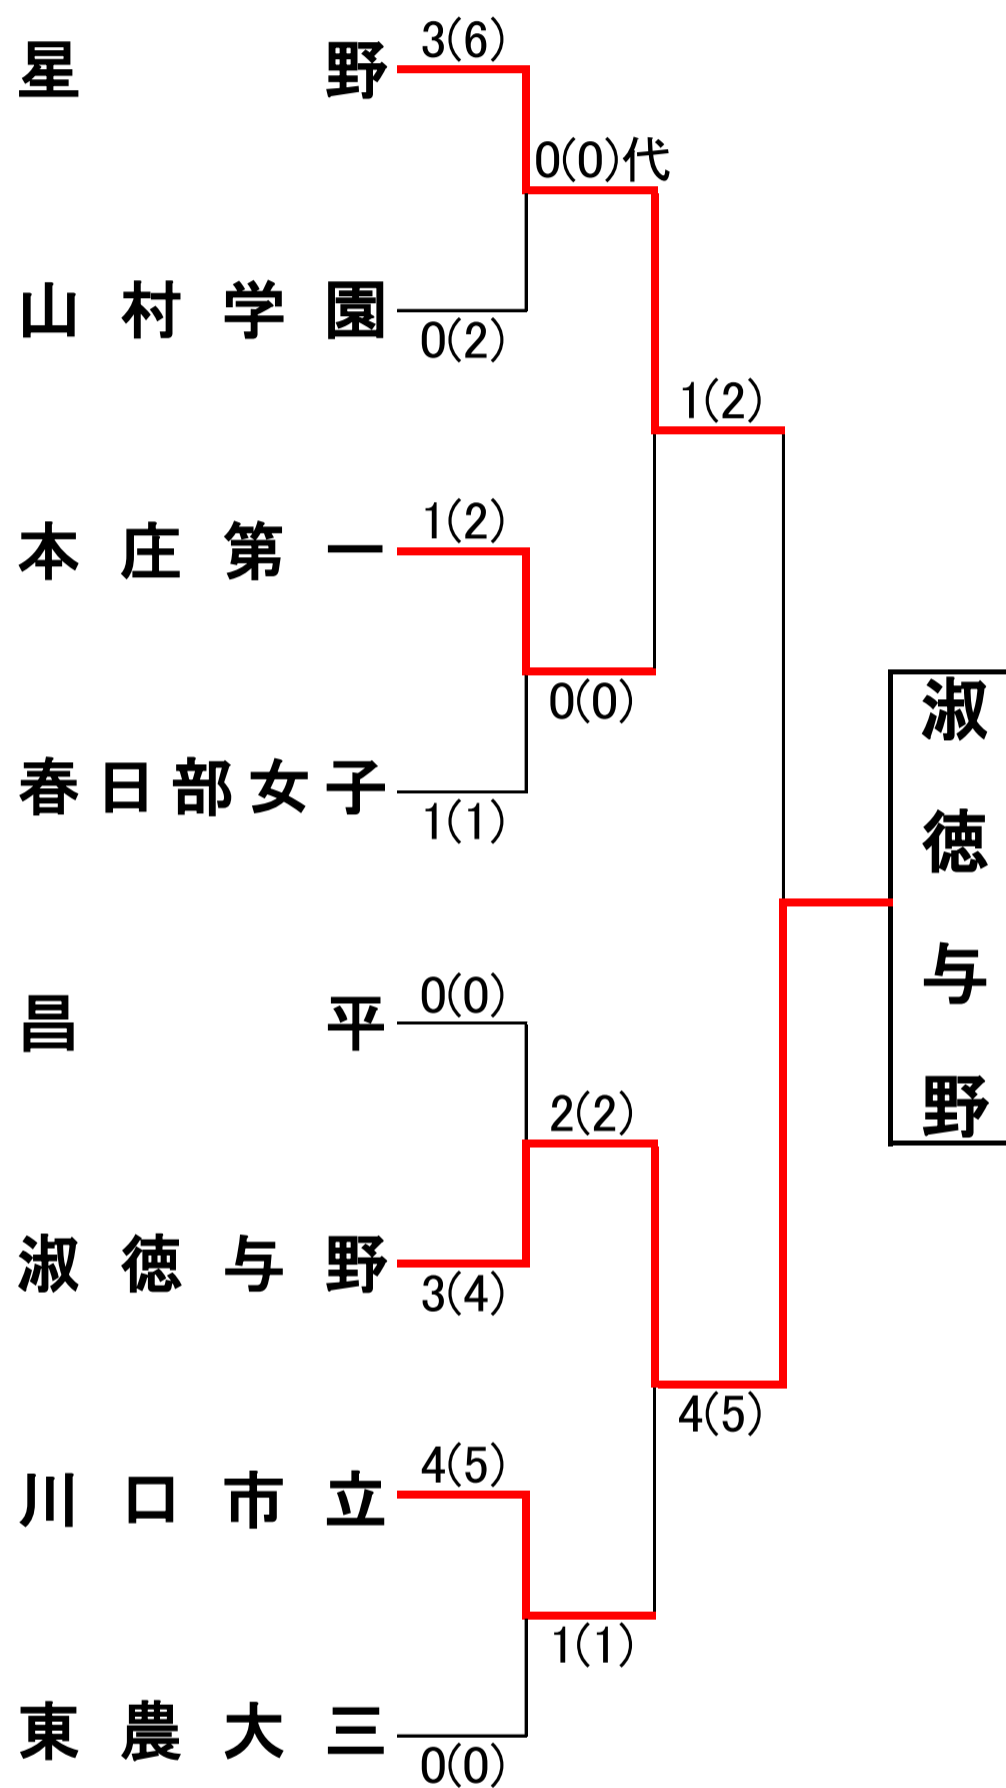 3(6)
星野
0(0)代
山村学園
0(2)
1(2)
1(2)
本庄第一
0(0)
春日部女子
1(1)
淑徳与野
0(0)
昌平
2(2)
淑徳与野
3(4)
4(5)
4(5)
川口市立
1(1)
東農大三
0(0)